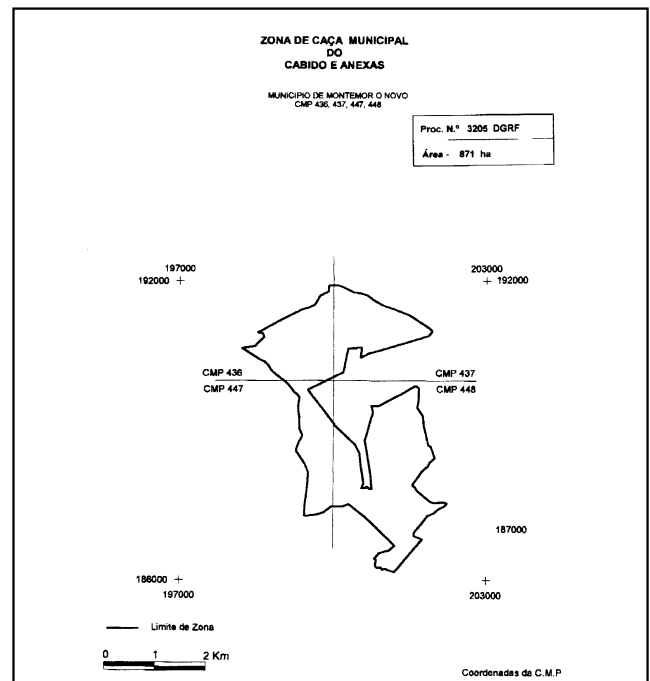 ZONA DE CAÇA MUNICIPAL
DO
CABIDO E ANEXAS
MUNICIPIO DE MONTEMOR O NOVO
CMP 436, 437, 447, 448
Proc. N.º 3205 DGRF
Área - 871 ha
197000
192000
203000
192000
CMP 436
CMP 437
CMP 447
CMP 448
187000
186000
197000
203000
Limite de Zona
0 1 2 Km
Coordenadas da C.M.P